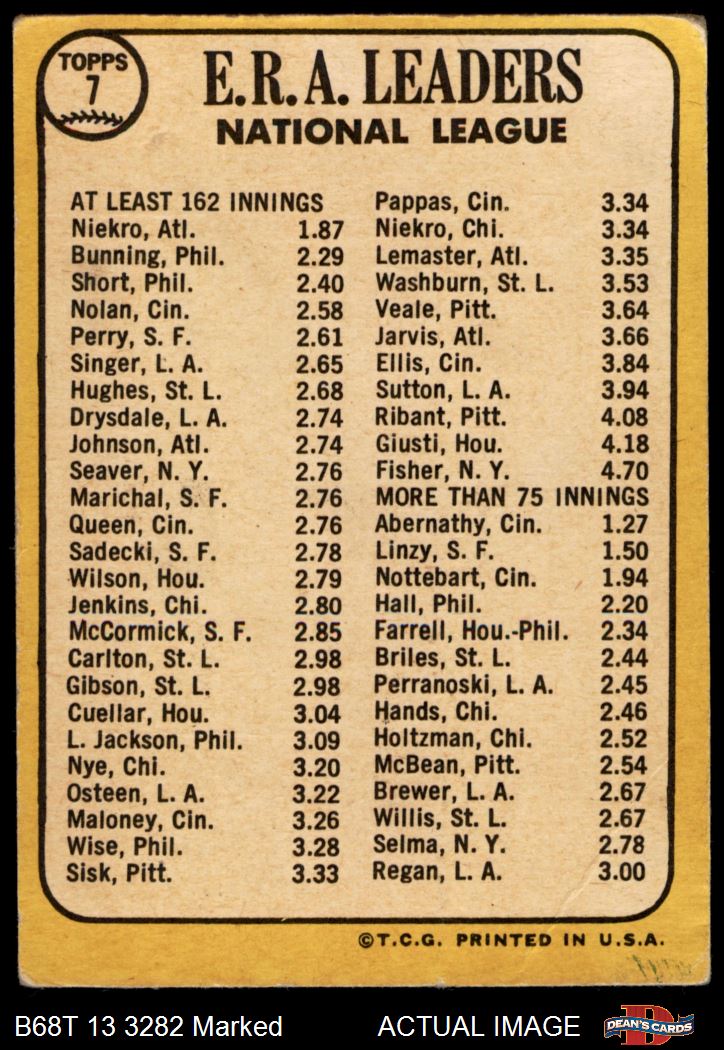 TOPPS
7
E.R.A. LEADERS
NATIONAL LEAGUE
AT LEAST 162 INNINGS
Niekro, Atl. 1.87
Bunning, Phil. 2.29
Short, Phil. 2.40
Nolan, Cin. 2.58
Perry, S. F. 2.61
Singer, L. A. 2.65
Hughes, St. L. 2.68
Drysdale, L. A. 2.74
Johnson, Atl. 2.74
Seaver, N. Y. 2.76
Marichal, S. F. 2.76
Queen, Cin. 2.76
Sadecki, S. F. 2.78
Wilson, Hou. 2.79
Jenkins, Chi. 2.80
McCormick, S. F. 2.85
Carlton, St. L. 2.98
Gibson, St. L. 2.98
Cuellar, Hou. 3.04
L. Jackson, Phil. 3.09
Nye, Chi. 3.20
Osteen, L. A. 3.22
Maloney, Cin. 3.26
Wise, Phil. 3.28
Sisk, Pitt. 3.33
Pappas, Cin. 3.34
Niekro, Chi. 3.34
Lemaster, Atl. 3.35
Washburn, St. L. 3.53
Veale, Pitt. 3.64
Jarvis, Atl. 3.66
Ellis, Cin. 3.84
Sutton, L. A. 3.94
Ribant, Pitt. 4.08
Giusti, Hou. 4.18
Fisher, N. Y. 4.70
MORE THAN 75 INNINGS
Abernathy, Cin. 1.27
Linzy, S. F. 1.50
Nottebart, Cin. 1.94
Hall, Phil. 2.20
Farrell, Hou.-Phil. 2.34
Briles, St. L. 2.44
Perranoski, L. A. 2.45
Hands, Chi. 2.46
Holtzman, Chi. 2.52
McBean, Pitt. 2.54
Brewer, L. A. 2.67
Willis, St. L. 2.67
Selma, N. Y. 2.78
Regan, L. A. 3.00
©T.C.G. PRINTED IN U.S.A.
B68T 13 3282 Marked ACTUAL IMAGE
D
DEAN'S CARDS